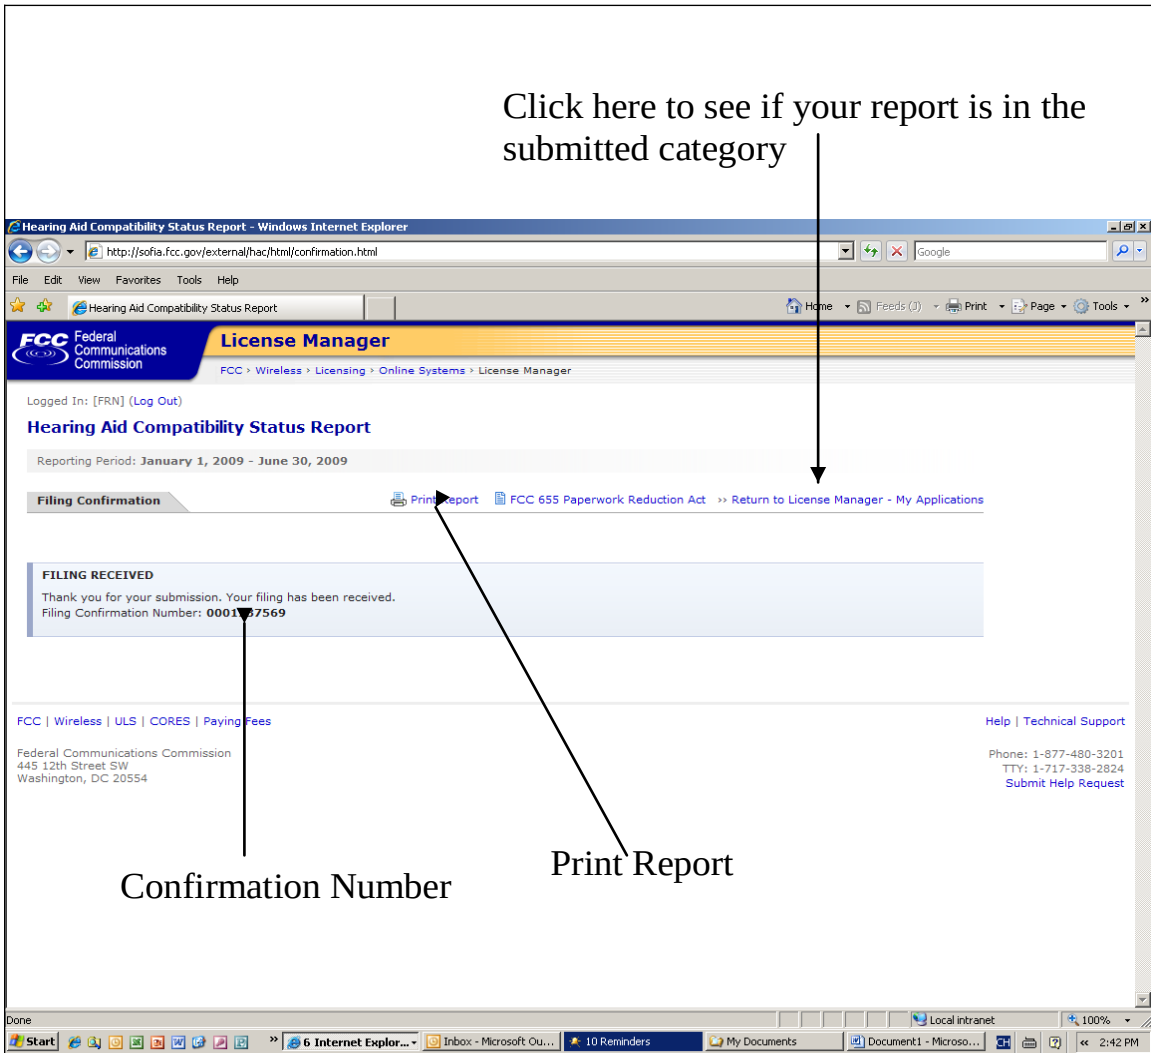 Click here to see if your report is in the
submitted category
Hearing Aid Compatibility Status Report - Windows Internet Explorer
http://sofia.fcc.gov/external/hac/html/confirmation.html
Google
File Edit View Favorites Tools Help
Hearing Aid Compatibility Status Report
Home Feeds (J) Print Page Tools »
FCC Federal
Communications
Commission
License Manager
FCC › Wireless › Licensing › Online Systems › License Manager
Logged In: [FRN] (Log Out)
Hearing Aid Compatibility Status Report
Reporting Period: January 1, 2009 - June 30, 2009
Filing Confirmation
Print Report FCC 655 Paperwork Reduction Act ›› Return to License Manager - My Applications
FILING RECEIVED
Thank you for your submission. Your filing has been received.
Filing Confirmation Number:
FCC | Wireless | ULS | CORES | Paying Fees
Help | Technical Support
Federal Communications Commission
445 12th Street SW
Washington, DC 20554
Phone: 1-877-480-3201
TTY: 1-717-338-2824
Submit Help Request
Print Report
Confirmation Number
Done
Local intranet
100%
Start » 6 Internet Explor... Inbox - Microsoft Ou... 10 Reminders My Documents Document1 - Microso... « 2:42 PM